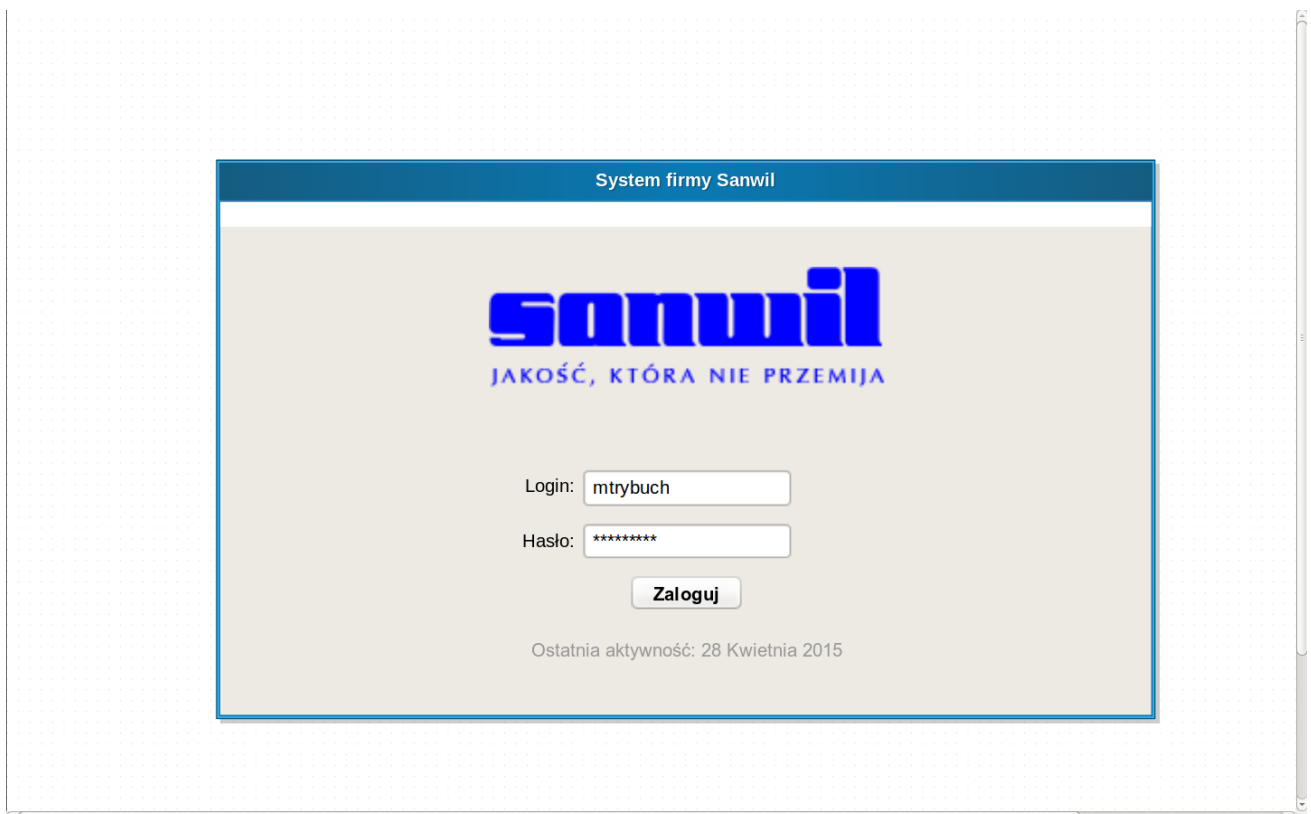 System firmy Sanwil
sanwil
JAKOŚĆ, KTÓRA NIE PRZEMIJA
Login: mtrybuch
Hasło: *********
Zaloguj
Ostatnia aktywność: 28 Kwietnia 2015